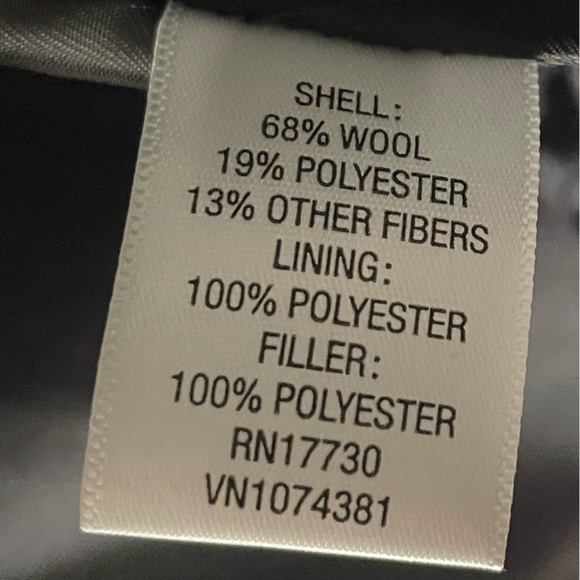 SHELL:
68% WOOL
19% POLYESTER
13% OTHER FIBERS
LINING:
100% POLYESTER
FILLER:
100% POLYESTER
RN17730
VN1074381